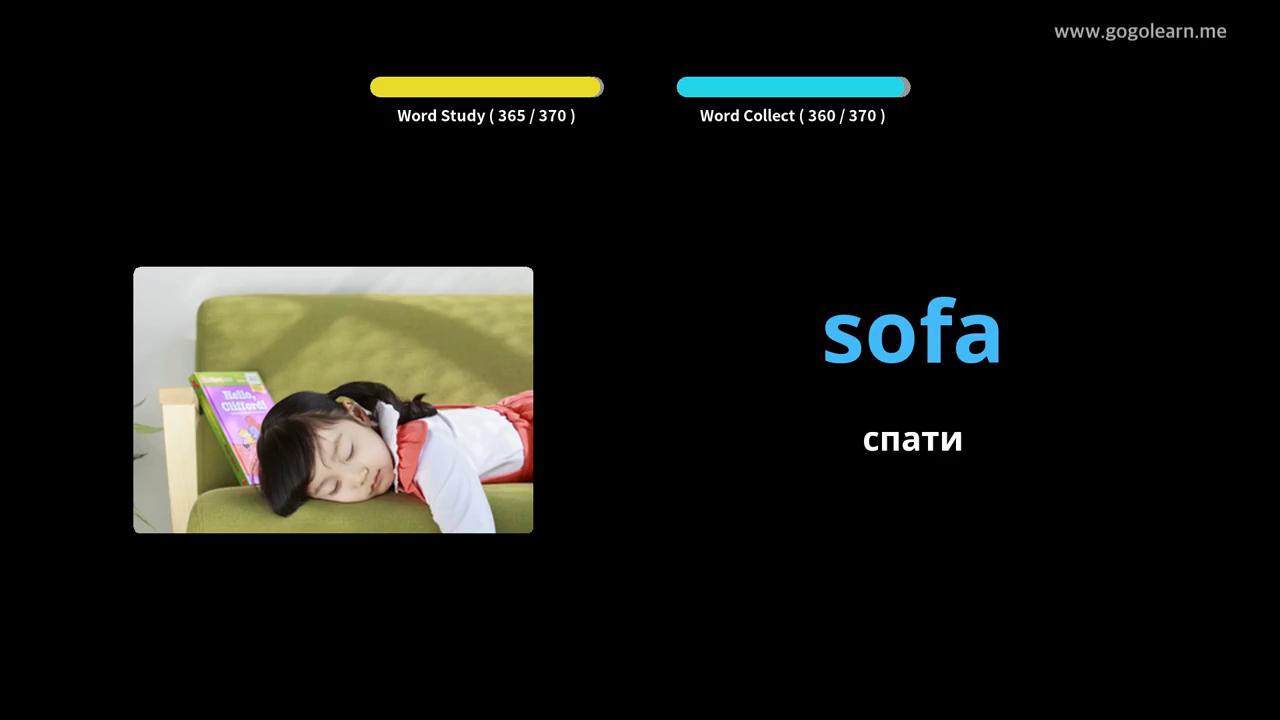 www.gogolearn.me
Word Study ( 365 / 370 )
Word Collect ( 360 / 370 )
Hello,
Clifford!
sofa
спати